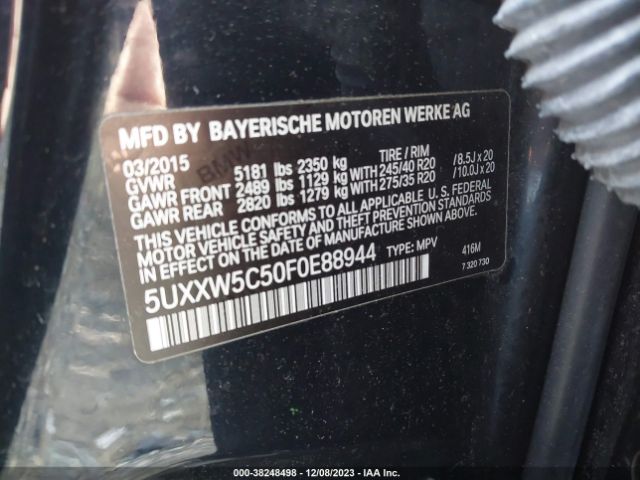 MFD BY BAYERISCHE MOTOREN WERKE AG
03/2015 TIRE / RIM
GVWR 5181 lbs 2350 kg
GAWR FRONT 2489 lbs 1129 kg WITH 245/40 R20 /8.5J x 20
GAWR REAR 2820 lbs 1279 kg WITH 275/35 R20 /10.0J x 20
THIS VEHICLE CONFORMS TO ALL APPLICABLE U. S. FEDERAL
MOTOR VEHICLE SAFETY AND THEFT PREVENTION STANDARDS
IN EFFECT ON THE DATE OF MANUFACTURE SHOWN ABOVE.
5UXXW5C50F0E88944 TYPE: MPV 416M
7 320 730
BMW
000-38248498 - 12/08/2023 - IAA Inc.